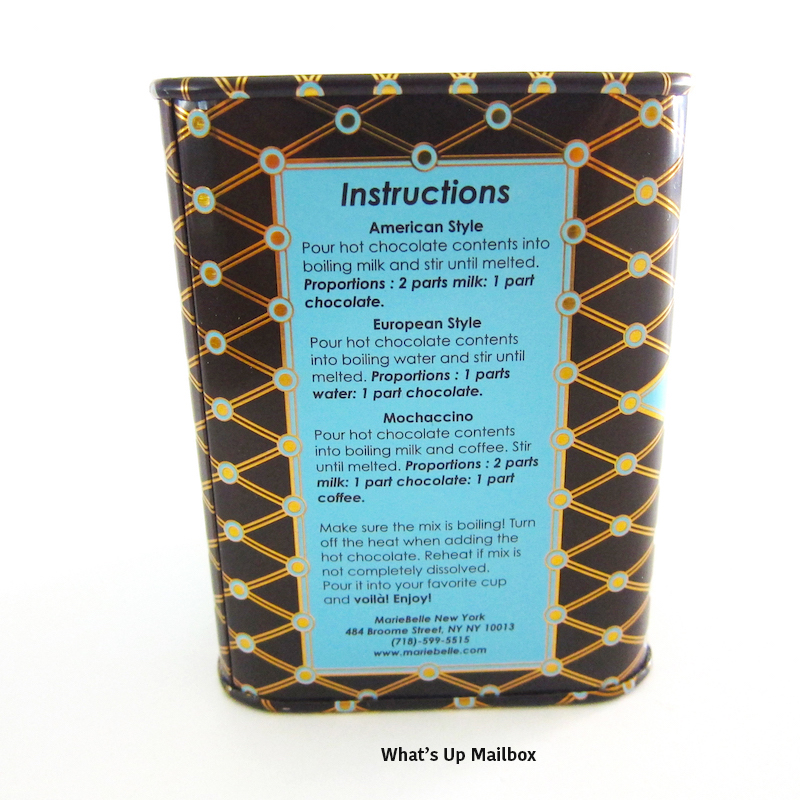 Instructions
American Style
Pour hot chocolate contents into
boiling milk and stir until melted.
Proportions : 2 parts milk: 1 part
chocolate.
European Style
Pour hot chocolate contents
into boiling water and stir until
melted. Proportions : 1 parts
water: 1 part chocolate.
Mochaccino
Pour hot chocolate contents
into boiling milk and coffee. Stir
until melted. Proportions : 2 parts
milk: 1 part chocolate: 1 part
coffee.
Make sure the mix is boiling! Turn
off the heat when adding the
hot chocolate. Reheat if mix is
not completely dissolved.
Pour it into your favorite cup
and voilà! Enjoy!
MarieBelle New York
484 Broome Street, NY NY 10013
(718)-599-5515
www.mariebelle.com
What's Up Mailbox